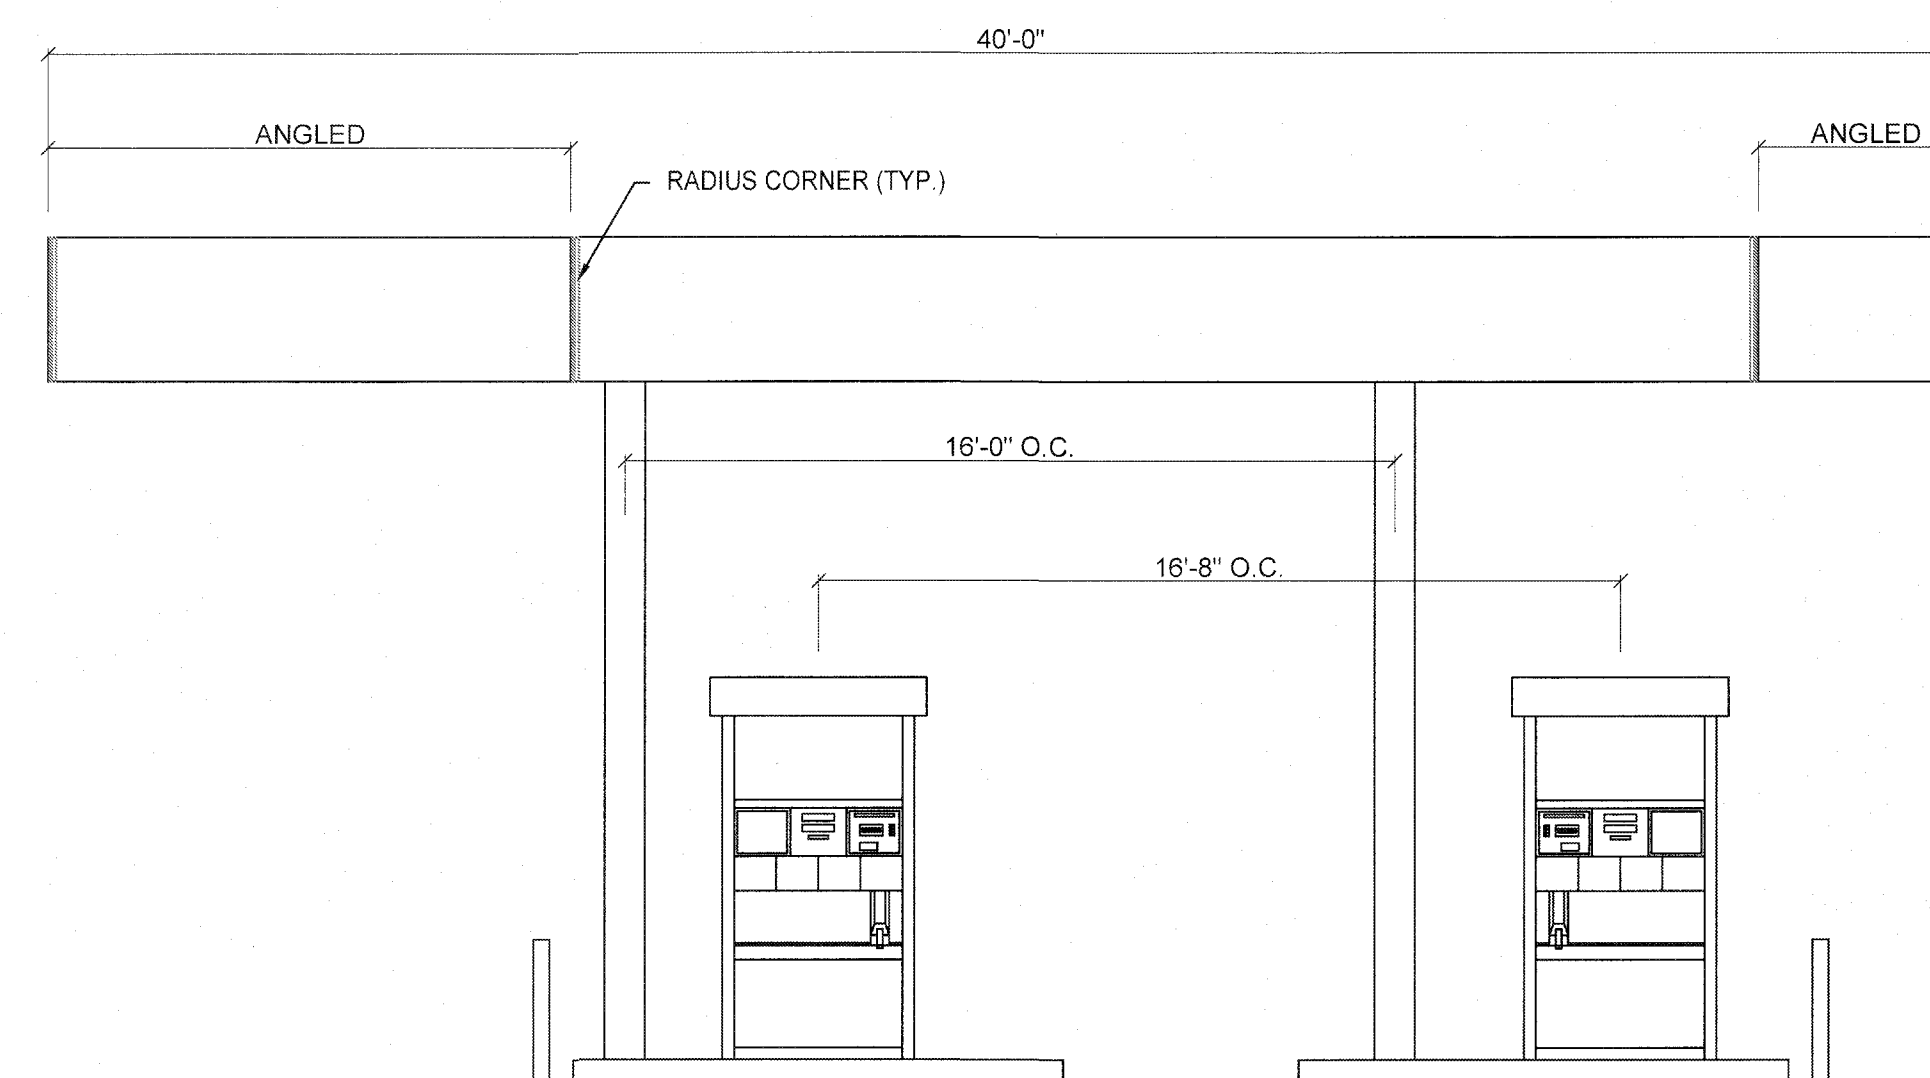 40'-0"
ANGLED
ANGLED
RADIUS CORNER (TYP.)
16'-0" O.C.
16'-8" O.C.